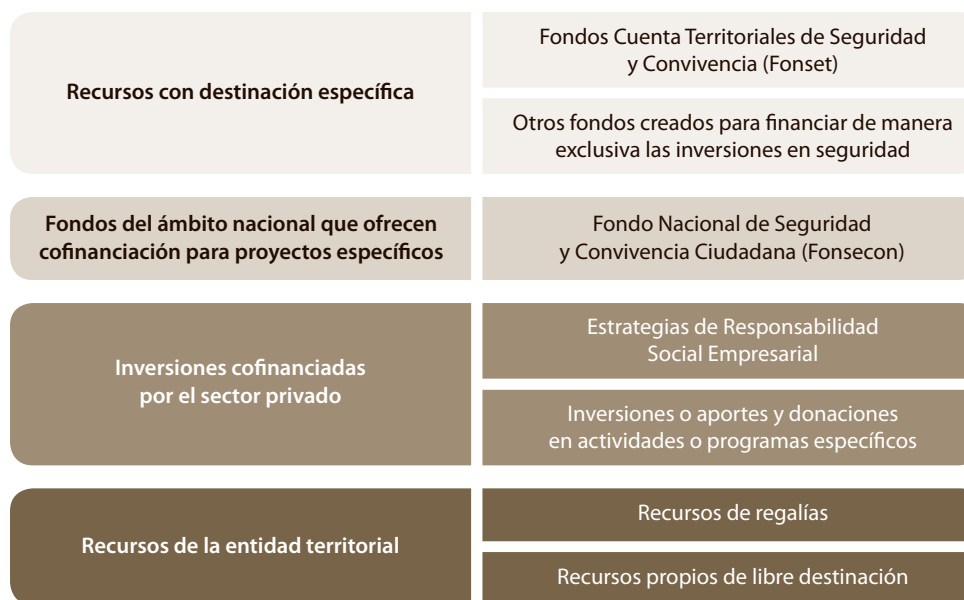 Recursos con destinación específica
Fondos Cuenta Territoriales de Seguridad
y Convivencia (Fonset)
Otros fondos creados para financiar de manera
exclusiva las inversiones en seguridad
Fondos del ámbito nacional que ofrecen
cofinanciación para proyectos específicos
Fondo Nacional de Seguridad
y Convivencia Ciudadana (Fonsecon)
Inversiones cofinanciadas
por el sector privado
Estrategias de Responsabilidad
Social Empresarial
Inversiones o aportes y donaciones
en actividades o programas específicos
Recursos de la entidad territorial
Recursos de regalías
Recursos propios de libre destinación